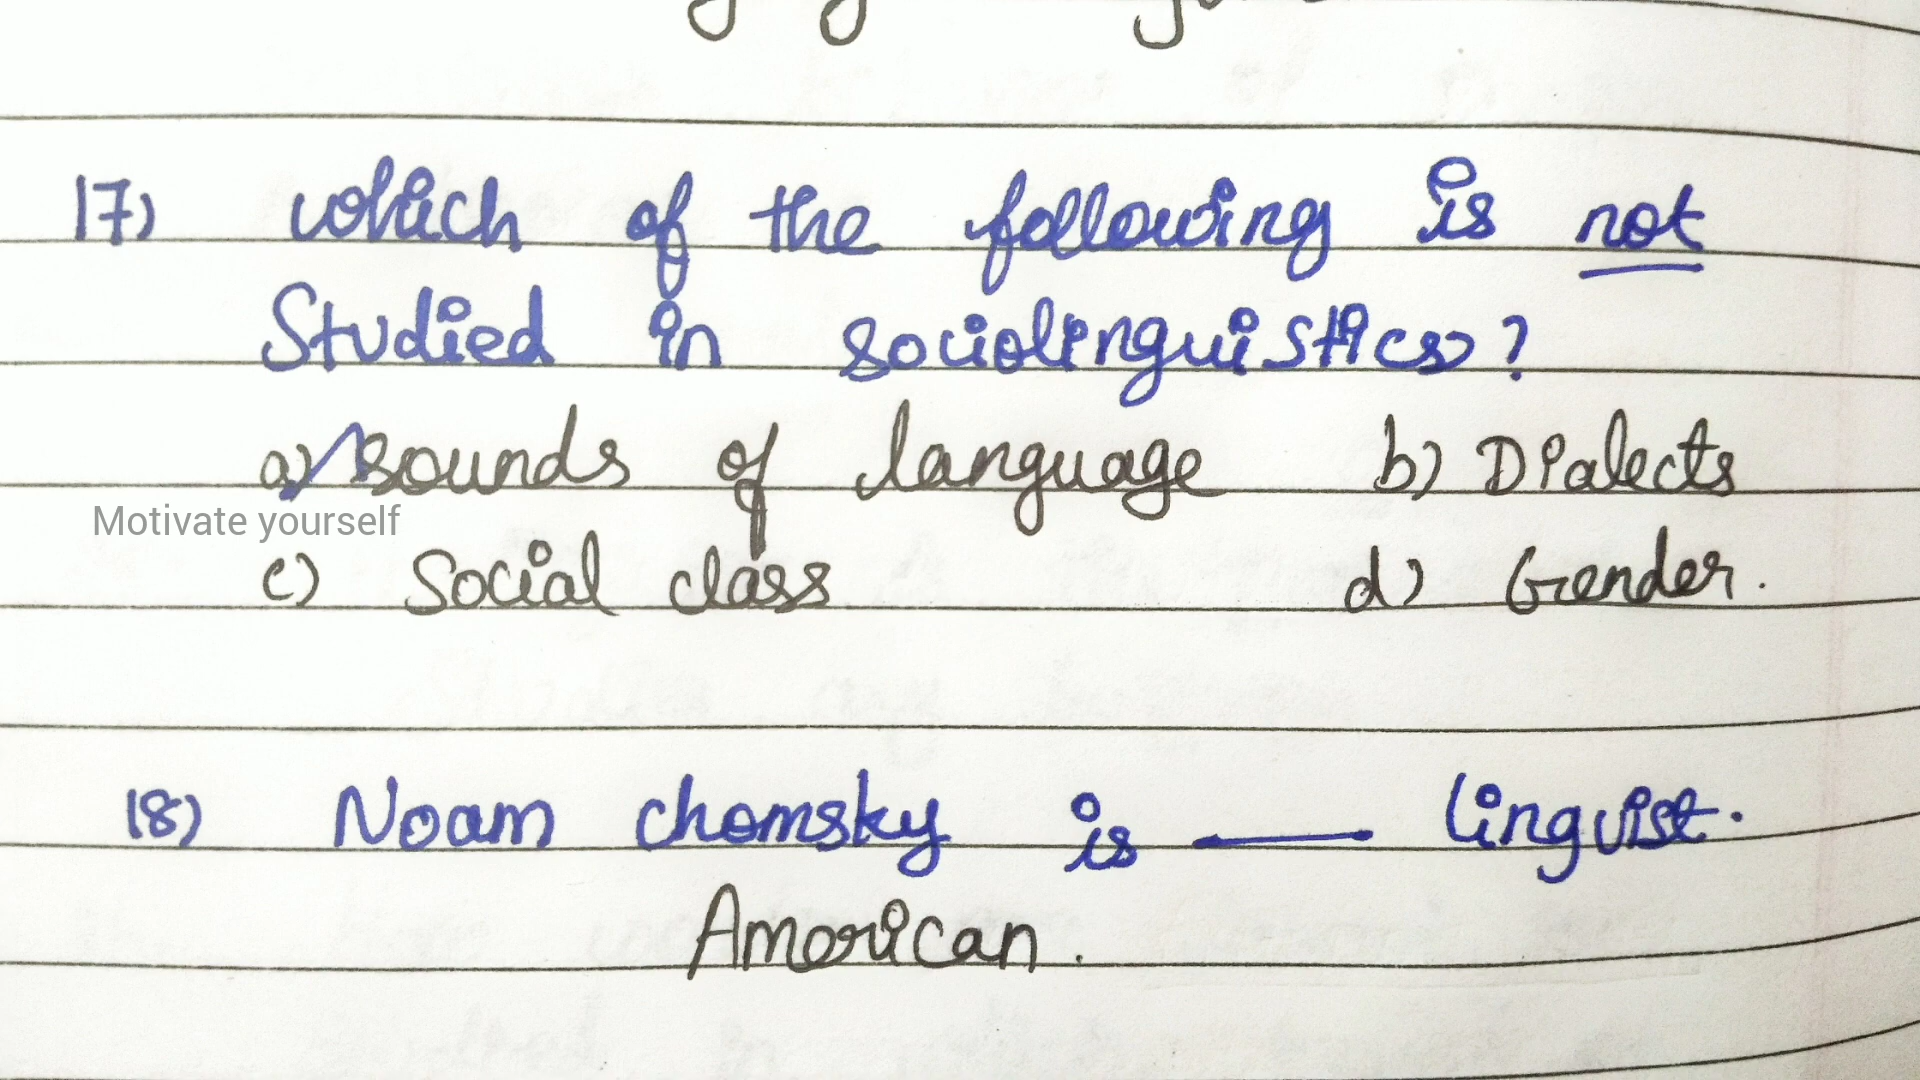 17) Which of the following is not
Studied in sociolinguistics?
a) Sounds of language b) Dialects
Motivate yourself
c) Social class d) Gender.
18) Noam chomsky is — linguist.
American.